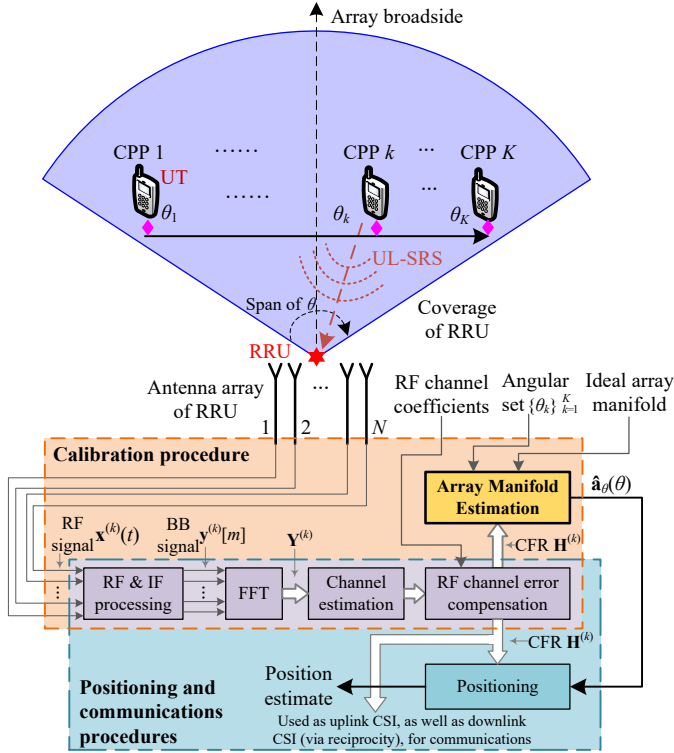 Array broadside
CPP 1
......
CPP k
...
CPP K
UT
......
...
θ1
θk
θK
UL-SRS
Span of θ
Coverage
of RRU
RRU
Antenna array
of RRU
...
1
2
N
RF channel
coefficients
Angular
set {θk} K k=1
Ideal array
manifold
Calibration procedure
Array Manifold
Estimation
âθ(θ)
RF
signal x(k)(t)
BB
signal y(k)[m]
Y(k)
CFR H(k)
RF & IF
processing
FFT
Channel
estimation
RF channel error
compensation
CFR H(k)
Position
estimate
Positioning
Positioning and
communications
procedures
Used as uplink CSI, as well as downlink
CSI (via reciprocity), for communications